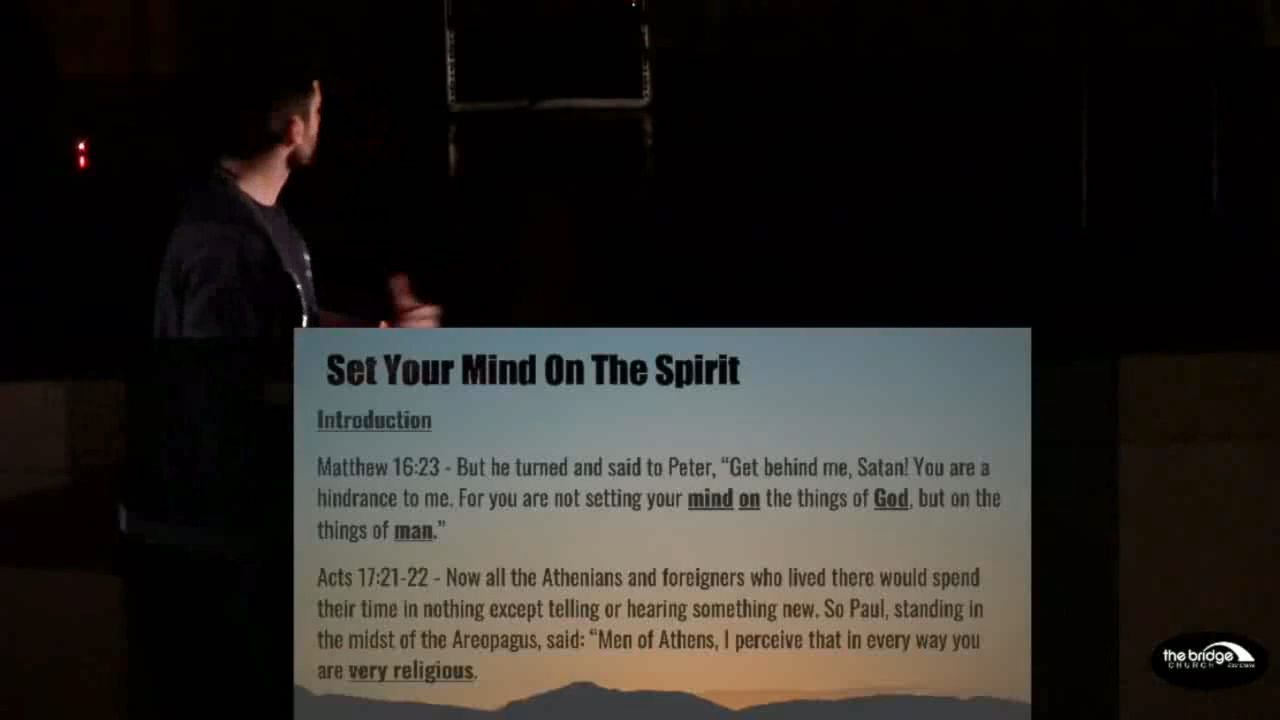 Set Your Mind On The Spirit
Introduction
Matthew 16:23 - But he turned and said to Peter, “Get behind me, Satan! You are a
hindrance to me. For you are not setting your mind on the things of God, but on the
things of man.”
Acts 17:21-22 - Now all the Athenians and foreigners who lived there would spend
their time in nothing except telling or hearing something new. So Paul, standing in
the midst of the Areopagus, said: “Men of Athens, I perceive that in every way you
are very religious.
the bridge
CHURCH